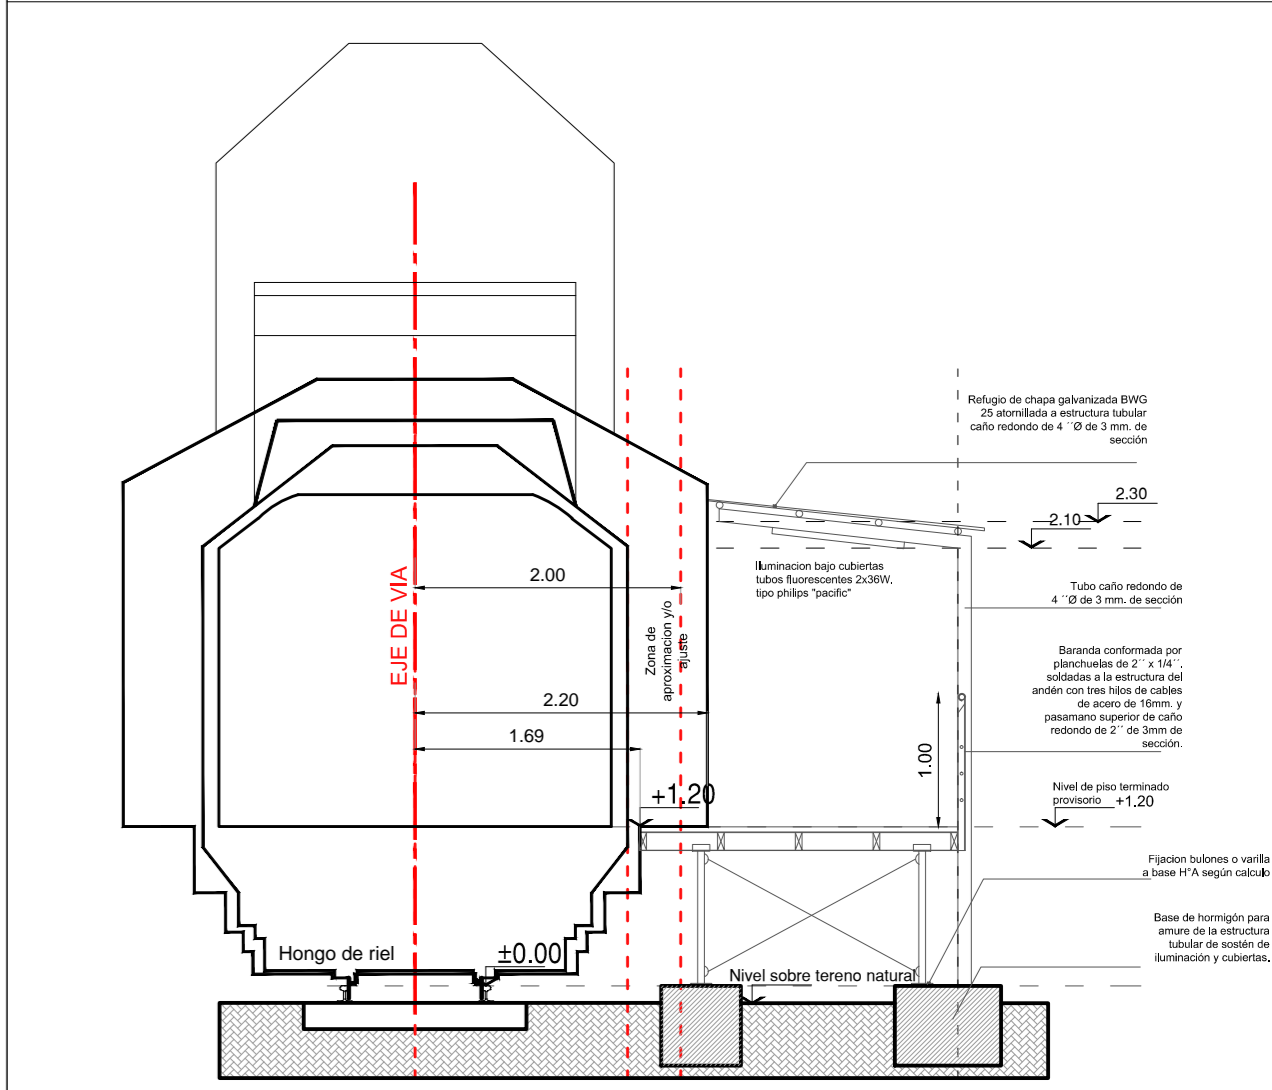 Refugio de chapa galvanizada BWG
25 atornillada a estructura tubular
caño redondo de 4 ´´Ø de 3 mm. de
sección
2.30
2.10
Iluminacion bajo cubiertas
tubos fluorescentes 2x36W,
tipo philips "pacific"
2.00
EJE DE VIA
Zona de
aproximacion y/o
ajuste
Tubo caño redondo de
4 ´´Ø de 3 mm. de sección
Baranda conformada por
planchuelas de 2´´ x 1/4´´.
soldadas a la estructura del
andén con tres hilos de cables
de acero de 16mm. y
pasamano superior de caño
redondo de 2´´ de 3mm de
sección.
2.20
1.69
1.00
+1.20
Nivel de piso terminado
provisorio +1.20
Fijacion bulones o varilla
a base H°A según calculo
Base de hormigón para
amure de la estructura
tubular de sostén de
iluminación y cubiertas.
Hongo de riel
±0.00
Nivel sobre tereno natural